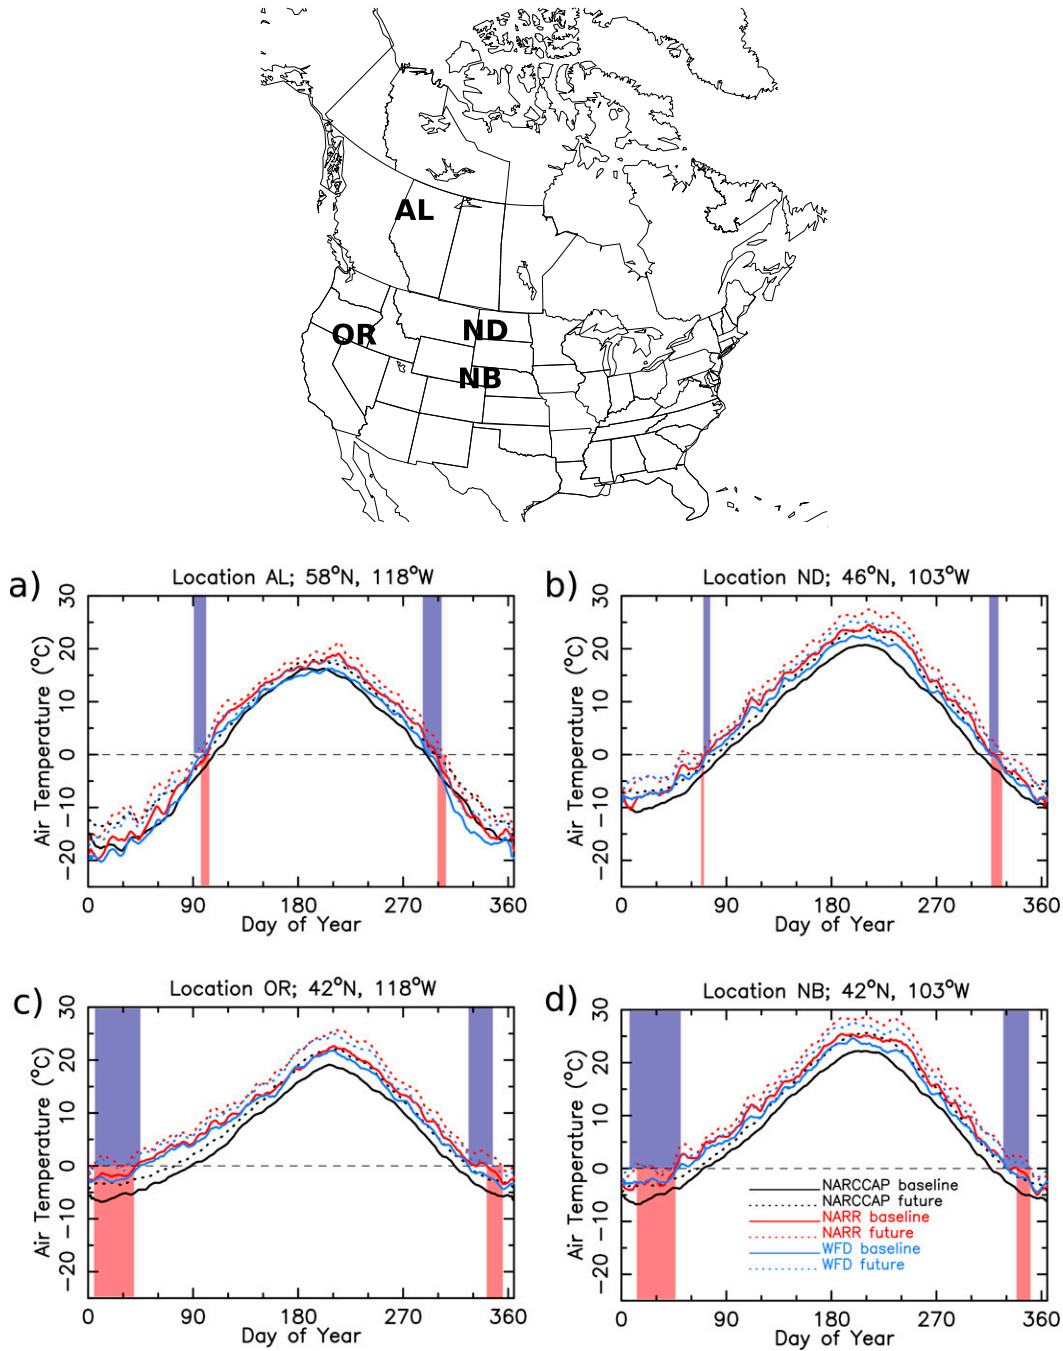 AL
OR
ND
NB
a)
Location AL; 58°N, 118°W
30
20
10
0
−10
−20
Air Temperature (°C)
0 90 180 270 360
Day of Year
b)
Location ND; 46°N, 103°W
30
20
10
0
−10
−20
Air Temperature (°C)
0 90 180 270 360
Day of Year
c)
Location OR; 42°N, 118°W
30
20
10
0
−10
−20
Air Temperature (°C)
0 90 180 270 360
Day of Year
d)
Location NB; 42°N, 103°W
30
20
10
0
−10
−20
Air Temperature (°C)
NARCCAP baseline
NARCCAP future
NARR baseline
NARR future
WFD baseline
WFD future
0 90 180 270 360
Day of Year